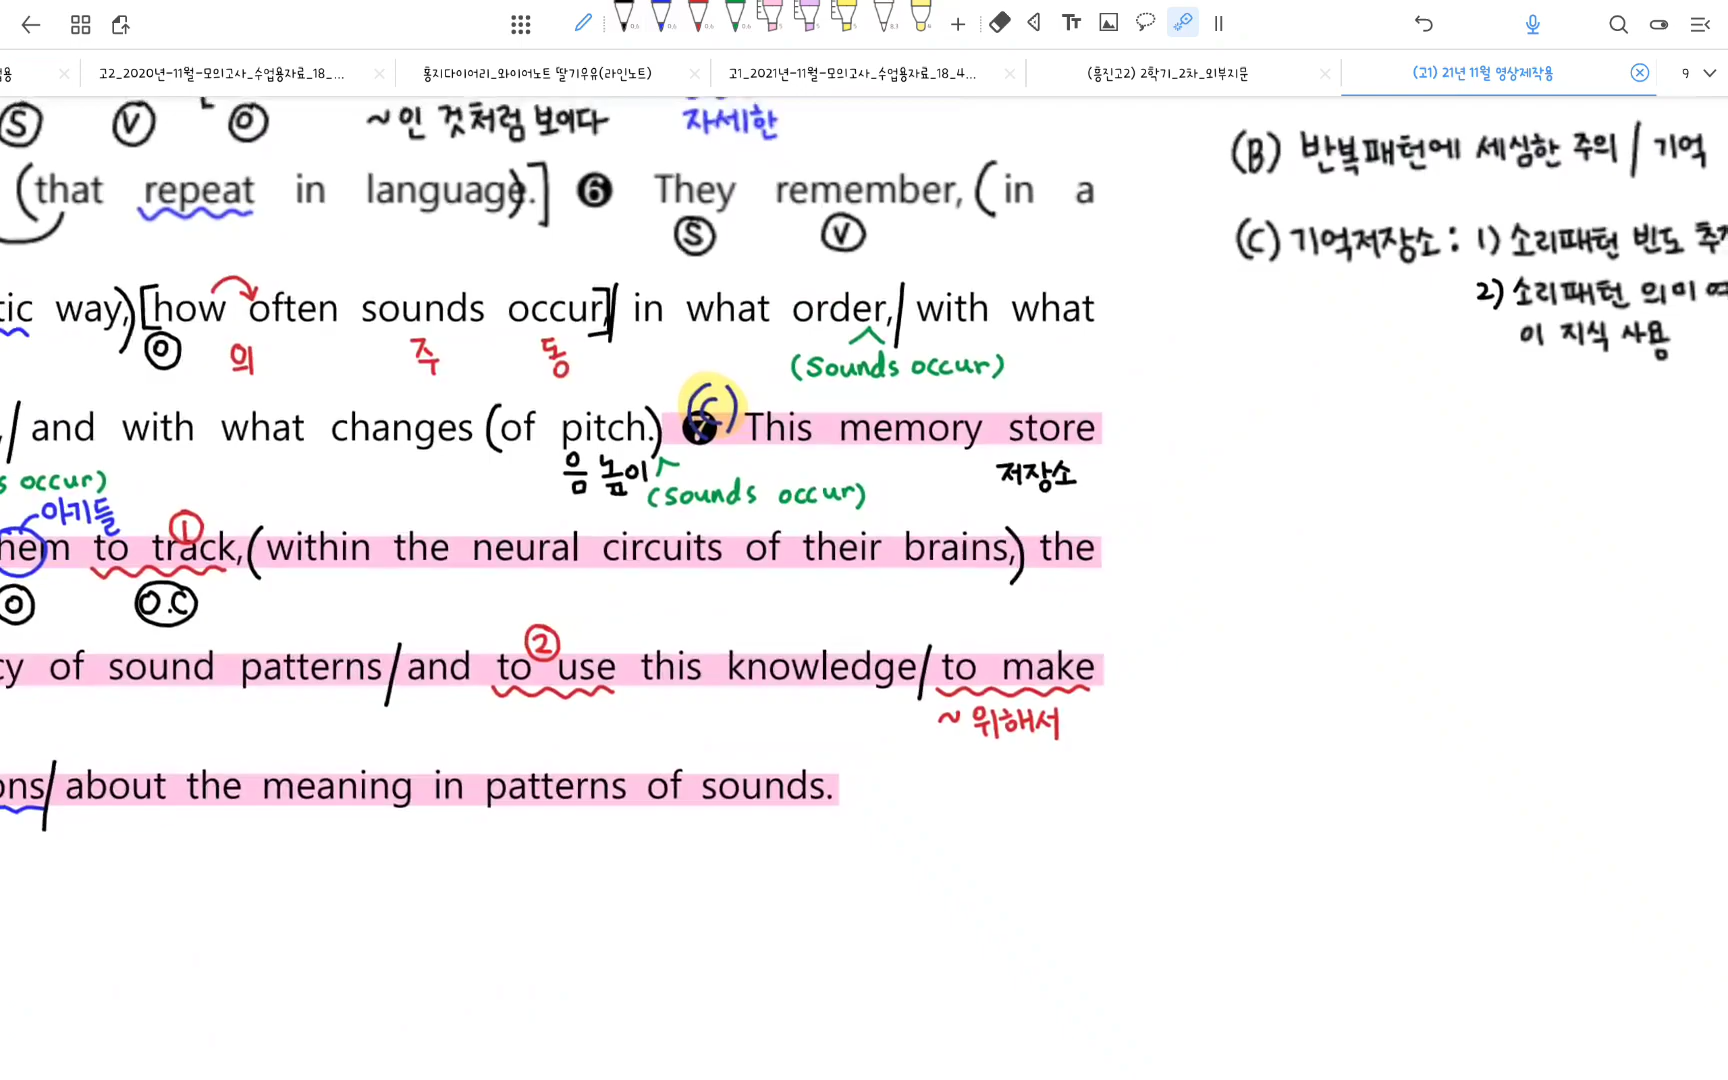 고2_2020년-11월-모의고사_수업용자료_18_...
홍지다이어리_와이어노트 딸기우유(라인노트)
고1_2021년-11월-모의고사_수업용자료_18_4...
(흥진고2) 2학기_2차_외부지문
(고1) 21년 11월 영상제작용
9
S V O ~인 것처럼 보이다 자세한
(that repeat in language).] ❻ They remember, (in a
S V
tic way,) [how often sounds occur,]/ in what order,/ with what
O 의 주 동 (Sounds occur)
/ and with what changes (of pitch.) (C) ❼ This memory store
occur) 음 높이 (sounds occur) 저장소
아기들 ①
hem to track, (within the neural circuits of their brains,) the
O O.C
②
cy of sound patterns/ and to use this knowledge/ to make
~ 위해서
ons/ about the meaning in patterns of sounds.
(B) 반복패턴에 세심한 주의 / 기억
(C) 기억저장소 : 1) 소리패턴 빈도
2) 소리패턴 의미
이 지식 사용